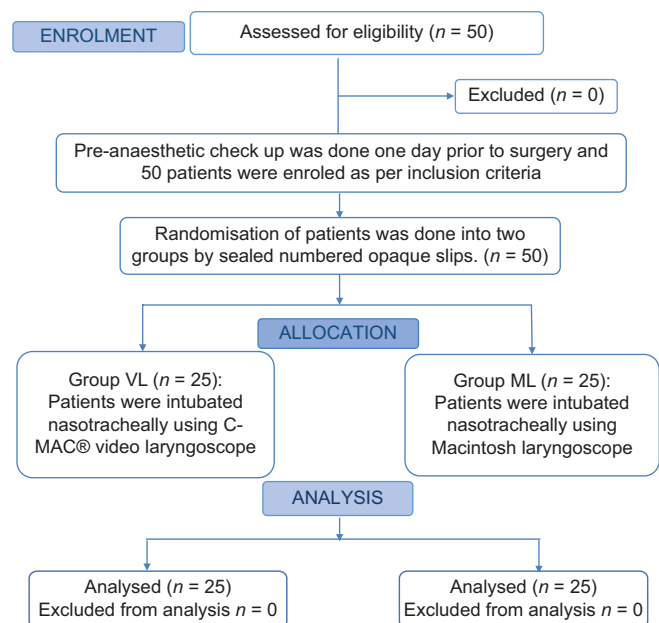 ENROLMENT
Assessed for eligibility (n = 50)
Excluded (n = 0)
Pre-anaesthetic check up was done one day prior to surgery and
50 patients were enroled as per inclusion criteria
Randomisation of patients was done into two
groups by sealed numbered opaque slips. (n = 50)
ALLOCATION
Group VL (n = 25):
Patients were intubated
nasotracheally using C-
MAC® video laryngoscope
Group ML (n = 25):
Patients were intubated
nasotracheally using
Macintosh laryngoscope
ANALYSIS
Analysed (n = 25)
Excluded from analysis n = 0
Analysed (n = 25)
Excluded from analysis n = 0